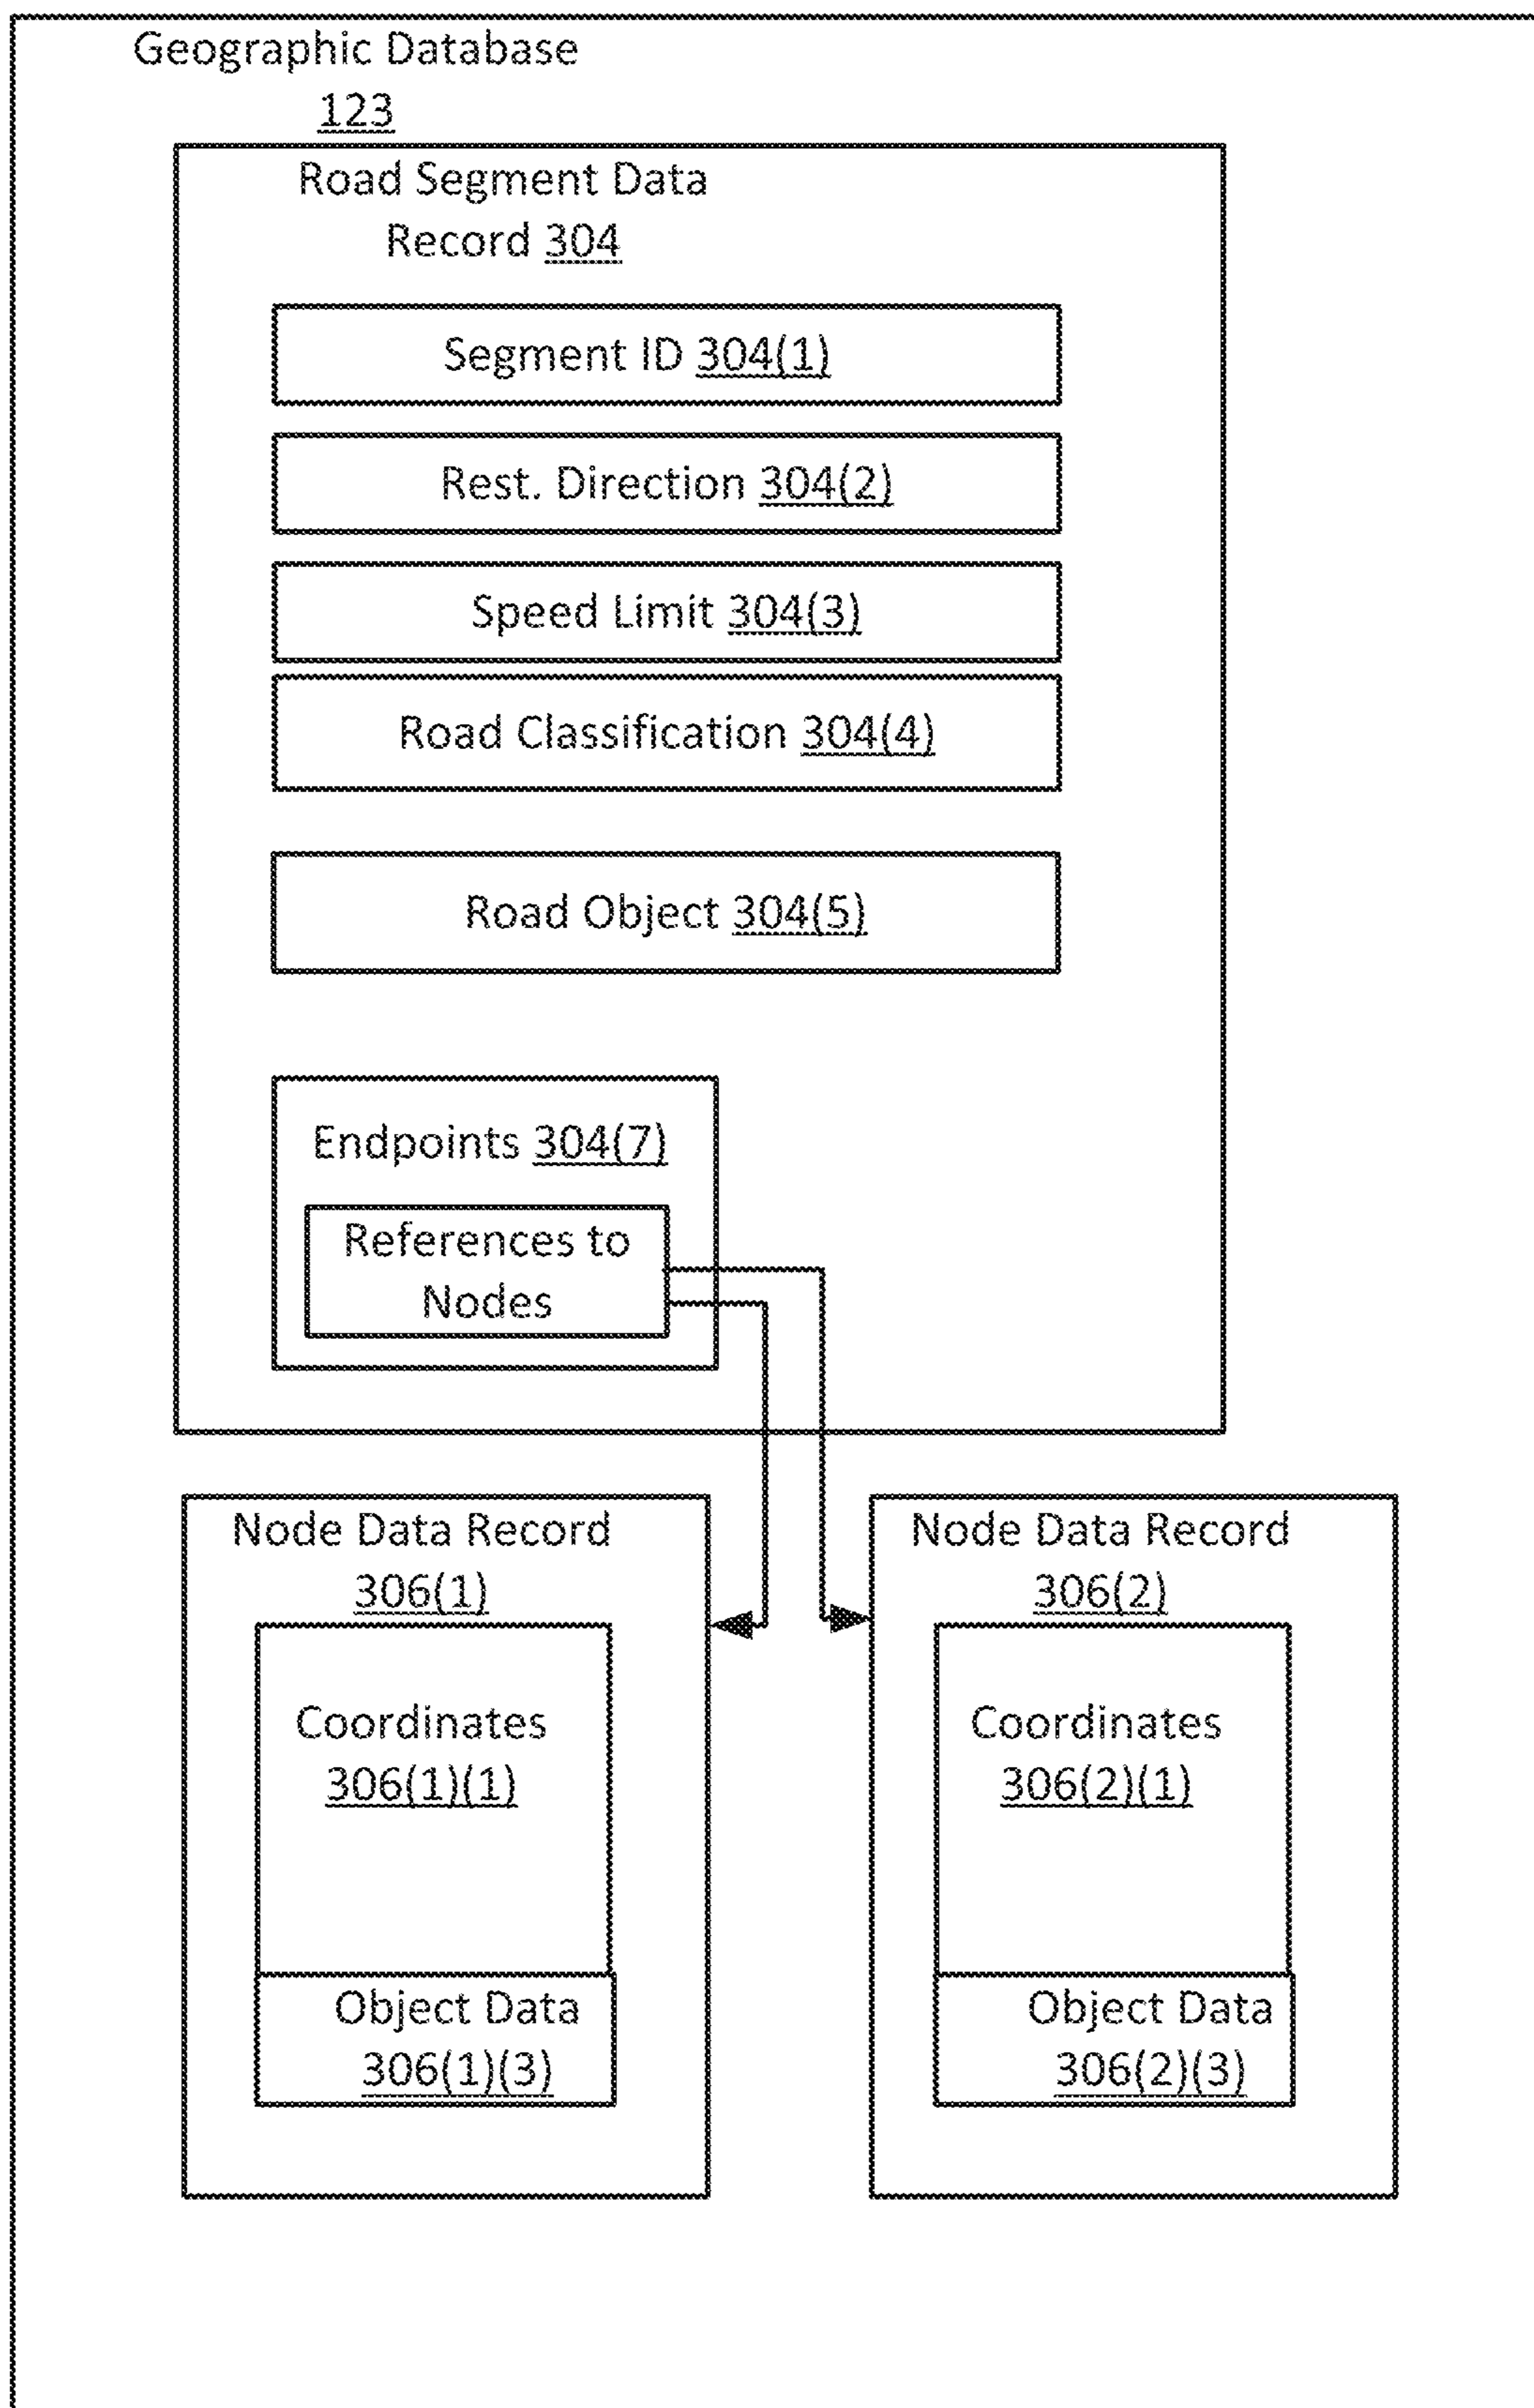 Geographic Database
123
Road Segment Data
Record 304
Segment ID 304(1)
Rest. Direction 304(2)
Speed Limit 304(3)
Road Classification 304(4)
Road Object 304(5)
Endpoints 304(7)
References to
Nodes
Node Data Record
306(1)
Coordinates
306(1)(1)
Object Data
306(1)(3)
Node Data Record
306(2)
Coordinates
306(2)(1)
Object Data
306(2)(3)